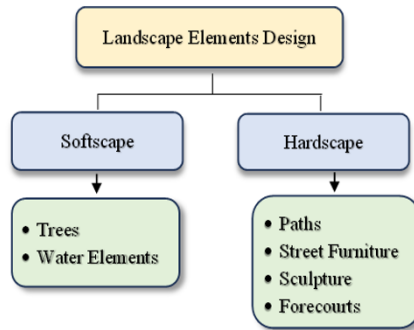 Landscape Elements Design
Softscape
Hardscape
• Trees
• Water Elements
• Paths
• Street Furniture
• Sculpture
• Forecourts